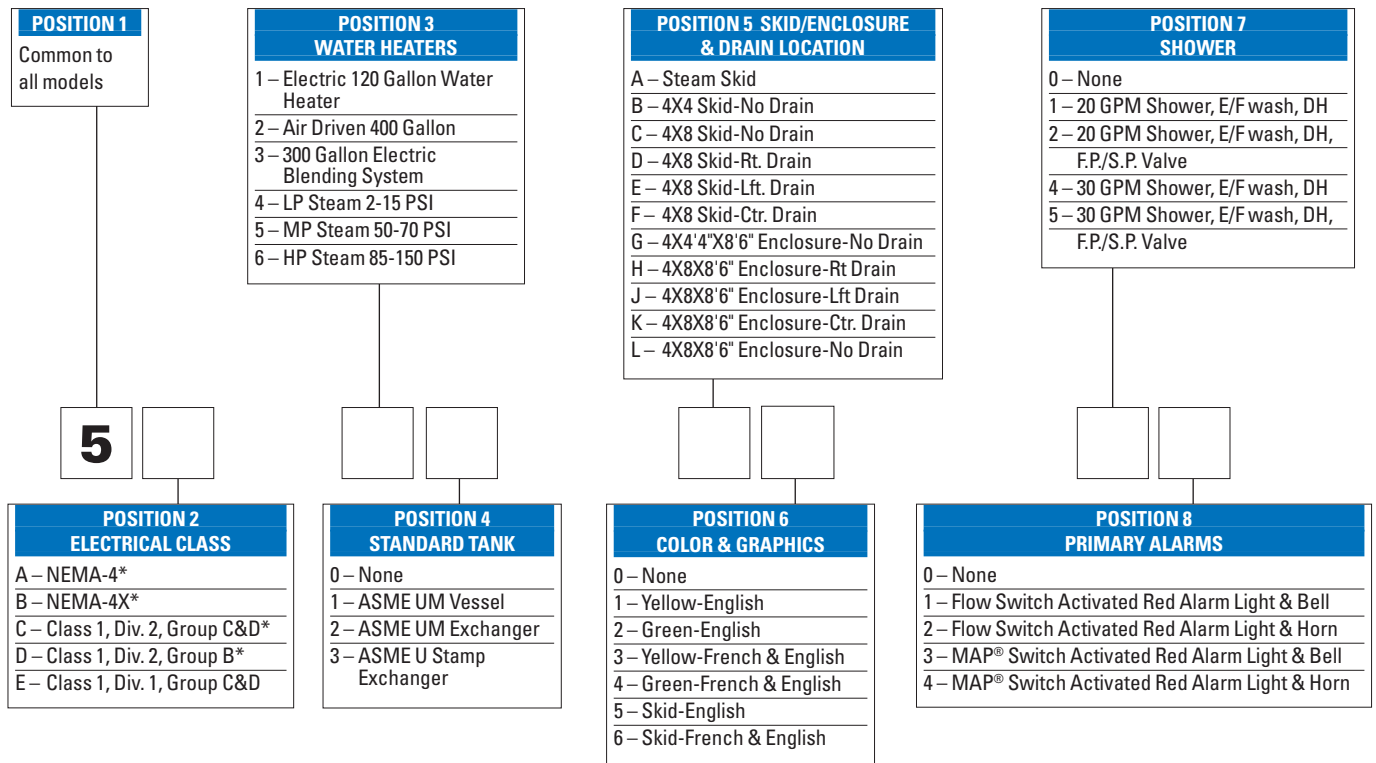 POSITION 1
Common to
all models
POSITION 3
WATER HEATERS
1 – Electric 120 Gallon Water
Heater
2 – Air Driven 400 Gallon
3 – 300 Gallon Electric
Blending System
4 – LP Steam 2-15 PSI
5 – MP Steam 50-70 PSI
6 – HP Steam 85-150 PSI
POSITION 5 SKID/ENCLOSURE
& DRAIN LOCATION
A – Steam Skid
B – 4X4 Skid-No Drain
C – 4X8 Skid-No Drain
D – 4X8 Skid-Rt. Drain
E – 4X8 Skid-Lft. Drain
F – 4X8 Skid-Ctr. Drain
G – 4X4'4"X8'6" Enclosure-No Drain
H – 4X8X8'6" Enclosure-Rt Drain
J – 4X8X8'6" Enclosure-Lft Drain
K – 4X8X8'6" Enclosure-Ctr. Drain
L – 4X8X8'6" Enclosure-No Drain
POSITION 7
SHOWER
0 – None
1 – 20 GPM Shower, E/F wash, DH
2 – 20 GPM Shower, E/F wash, DH,
F.P./S.P. Valve
4 – 30 GPM Shower, E/F wash, DH
5 – 30 GPM Shower, E/F wash, DH,
F.P./S.P. Valve
5
POSITION 2
ELECTRICAL CLASS
A – NEMA-4*
B – NEMA-4X*
C – Class 1, Div. 2, Group C&D*
D – Class 1, Div. 2, Group B*
E – Class 1, Div. 1, Group C&D
POSITION 4
STANDARD TANK
0 – None
1 – ASME UM Vessel
2 – ASME UM Exchanger
3 – ASME U Stamp
Exchanger
POSITION 6
COLOR & GRAPHICS
0 – None
1 – Yellow-English
2 – Green-English
3 – Yellow-French & English
4 – Green-French & English
5 – Skid-English
6 – Skid-French & English
POSITION 8
PRIMARY ALARMS
0 – None
1 – Flow Switch Activated Red Alarm Light & Bell
2 – Flow Switch Activated Red Alarm Light & Horn
3 – MAP® Switch Activated Red Alarm Light & Bell
4 – MAP® Switch Activated Red Alarm Light & Horn